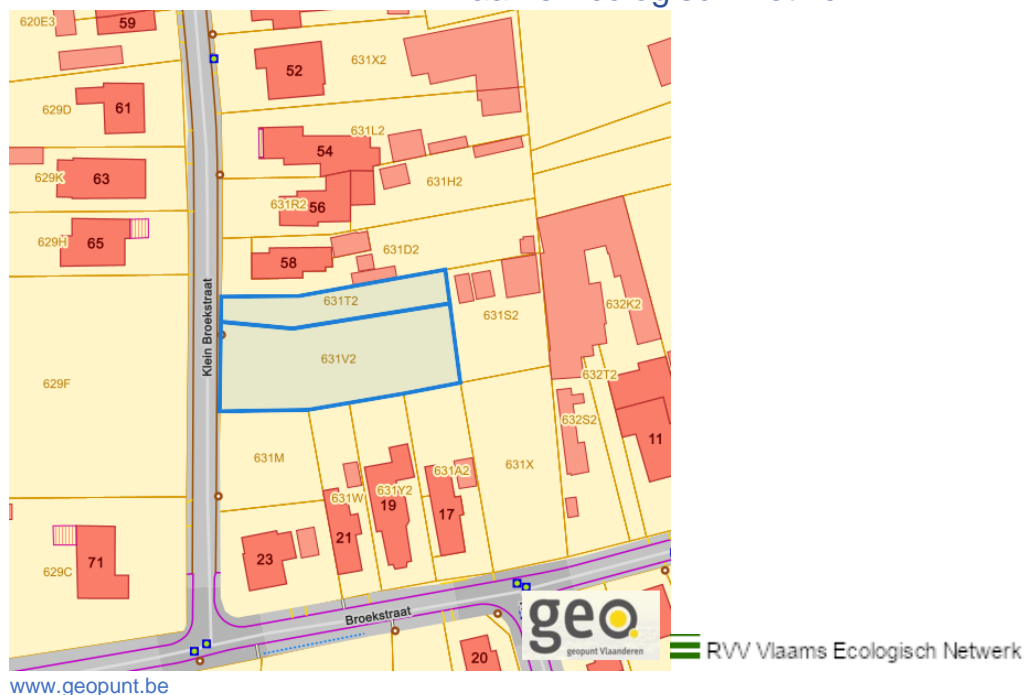 620E3
59
52
631X2
629D
61
631L2
54
629K
63
631H2
631R2
56
629H
65
631D2
58
Klein Broekstraat
631T2
631S2
632K2
631V2
629F
632T2
632S2
11
631M
631W
631Y2
631A2
631X
19
17
21
23
71
629C
Broekstraat
20
geo.
geopunt Vlaanderen
RVV Vlaams Ecologisch Netwerk
www.geopunt.be